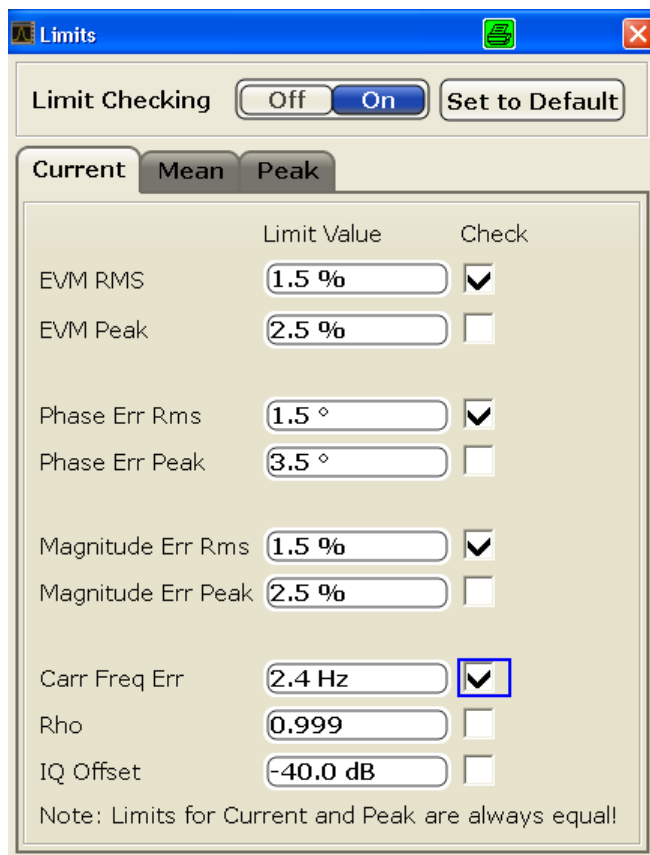 Limits
Limit Checking Off On Set to Default
Current Mean Peak
Limit Value Check
EVM RMS 1.5 %
EVM Peak 2.5 %
Phase Err Rms 1.5 °
Phase Err Peak 3.5 °
Magnitude Err Rms 1.5 %
Magnitude Err Peak 2.5 %
Carr Freq Err 2.4 Hz
Rho 0.999
IQ Offset -40.0 dB
Note: Limits for Current and Peak are always equal!